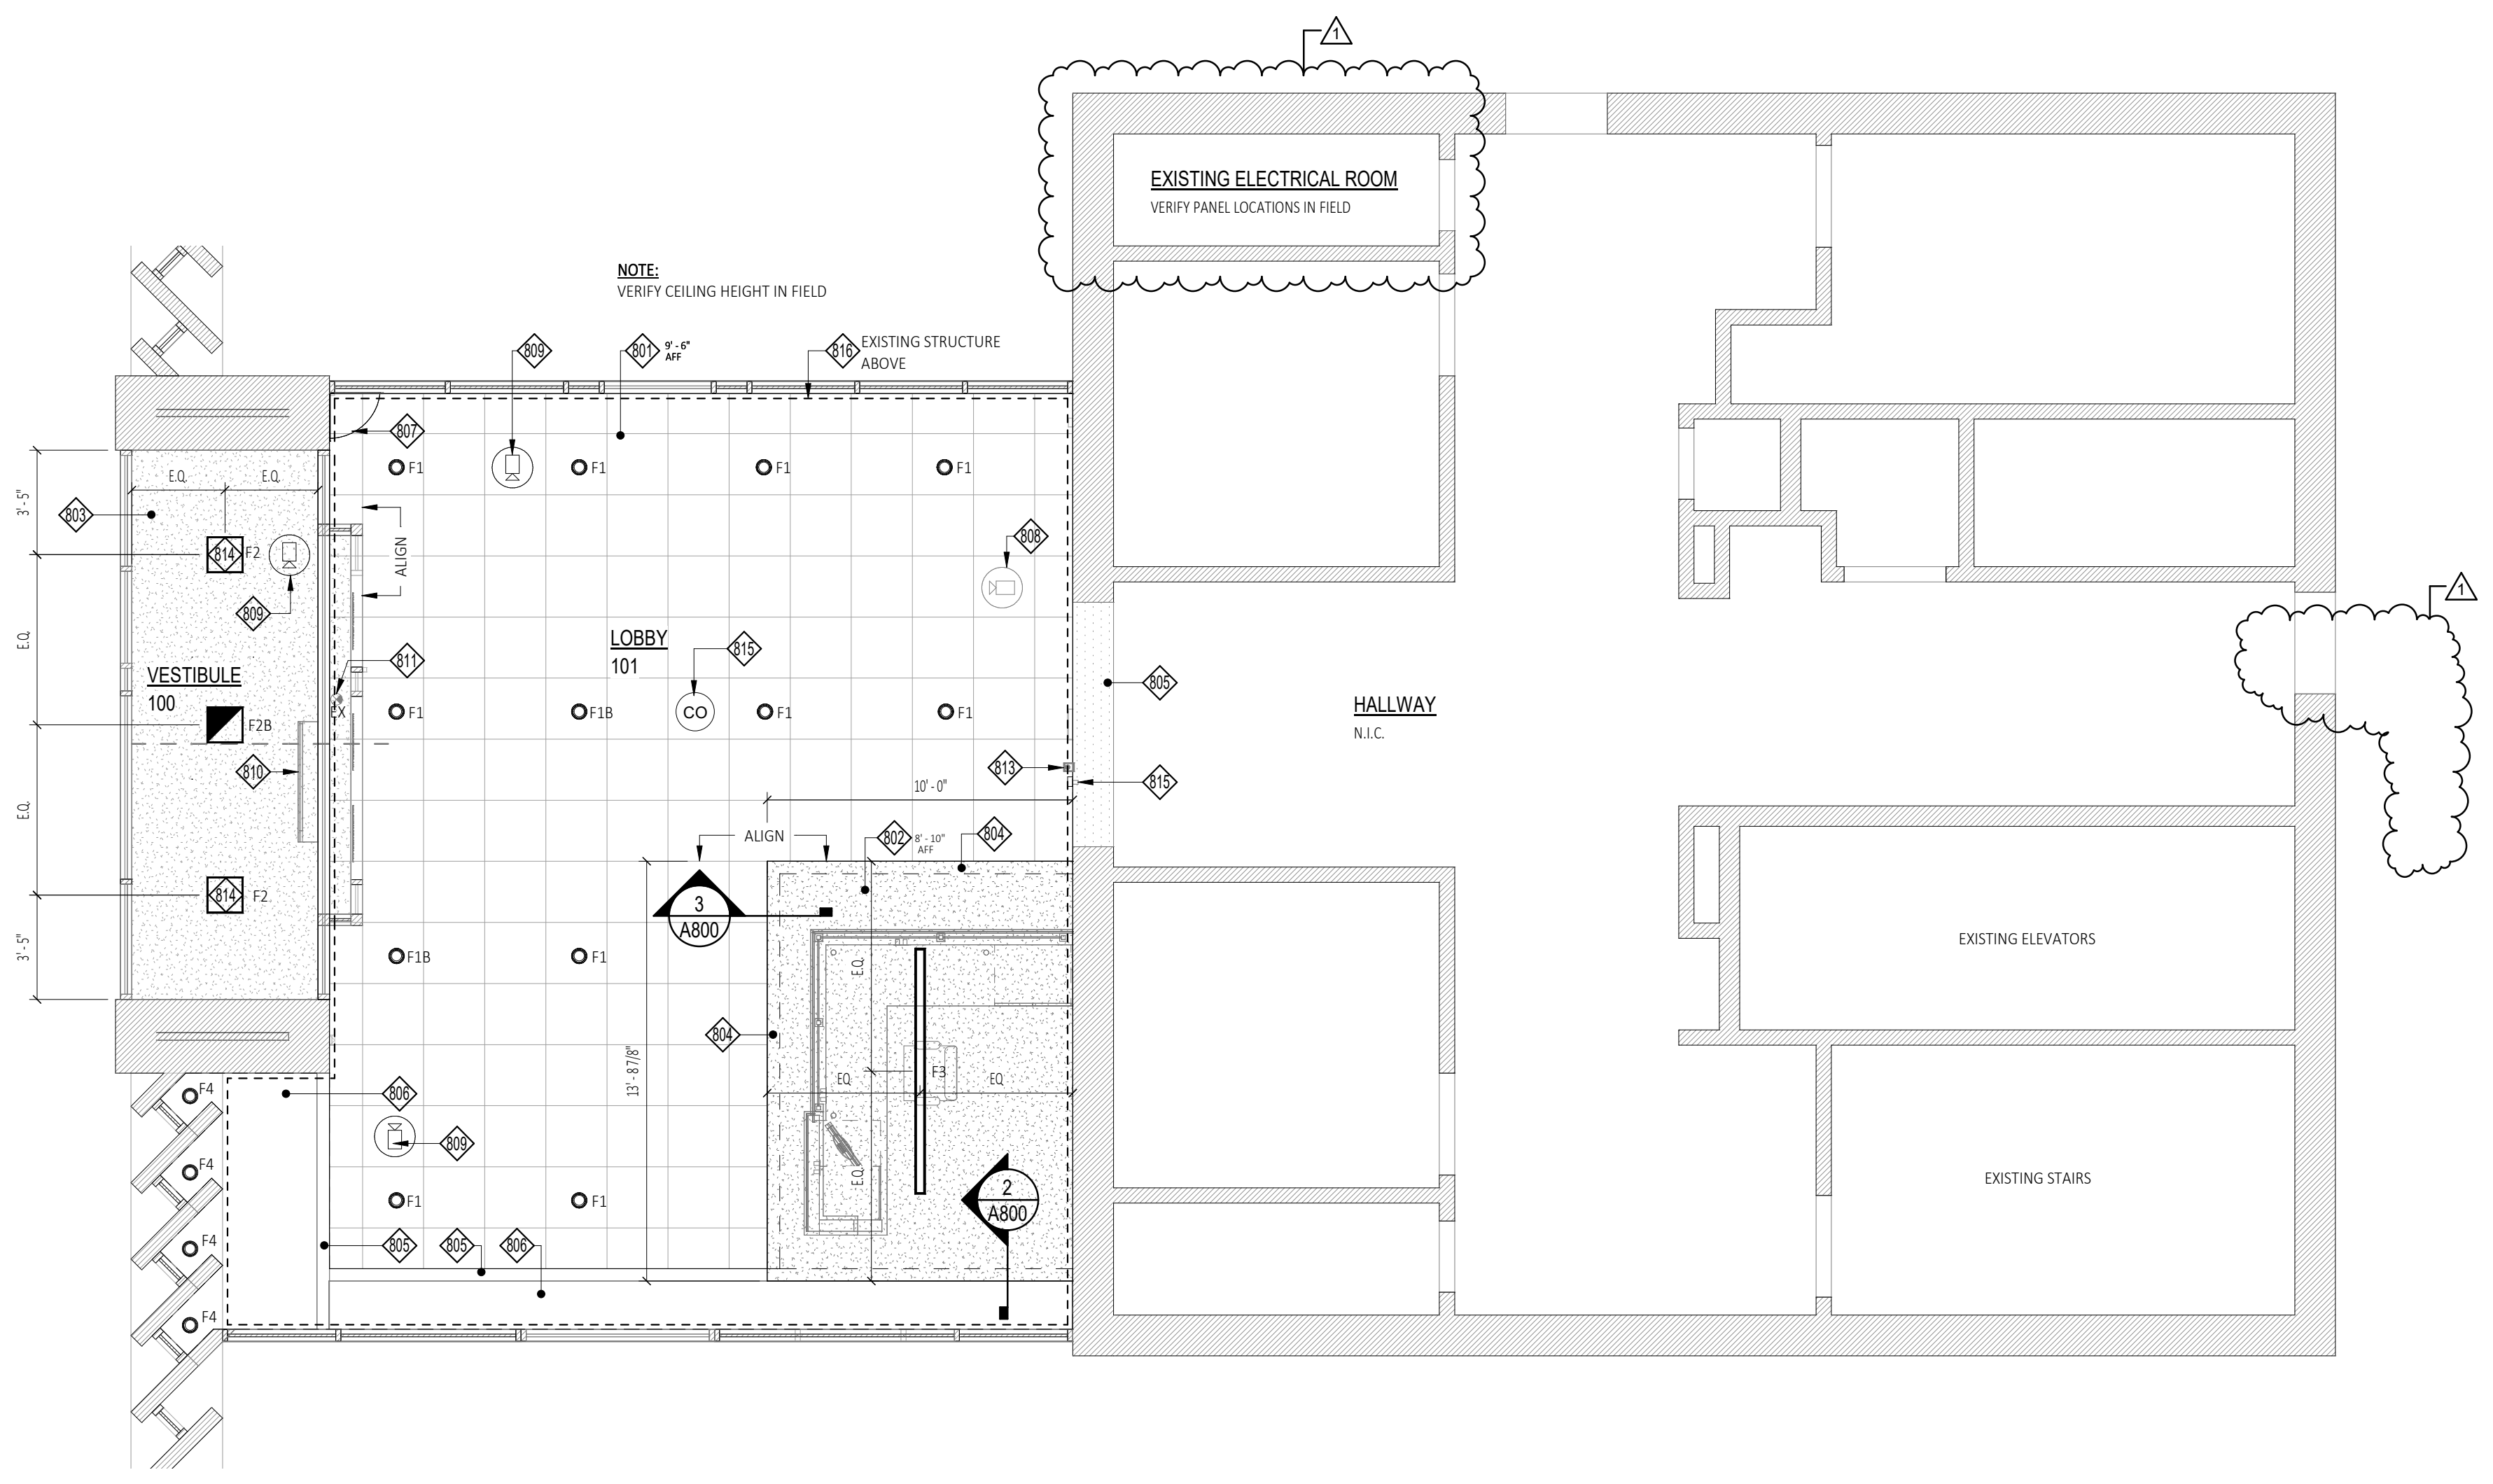 1
EXISTING ELECTRICAL ROOM
VERIFY PANEL LOCATIONS IN FIELD
NOTE:
VERIFY CEILING HEIGHT IN FIELD
809
801
9' - 6"
AFF
816
EXISTING STRUCTURE
ABOVE
807
F1
F1
F1
F1
3' - 5"
E.Q.
E.Q.
803
814
F2
809
ALIGN
808
1
E.Q.
LOBBY
101
815
811
VESTIBULE
100
805
HALLWAY
N.I.C.
EX
F1
F1B
CO
F1
F1
F2B
810
813
815
10' - 0"
E.Q.
ALIGN
802
8' - 10"
AFF
804
814
F2
3
A800
3' - 5"
F1B
F1
E.Q.
EXISTING ELEVATORS
804
13' - 8 7/8"
EQ
F3
EQ
F4
806
809
F4
E.Q.
EXISTING STAIRS
2
A800
F1
F1
F4
805
805
806
F4